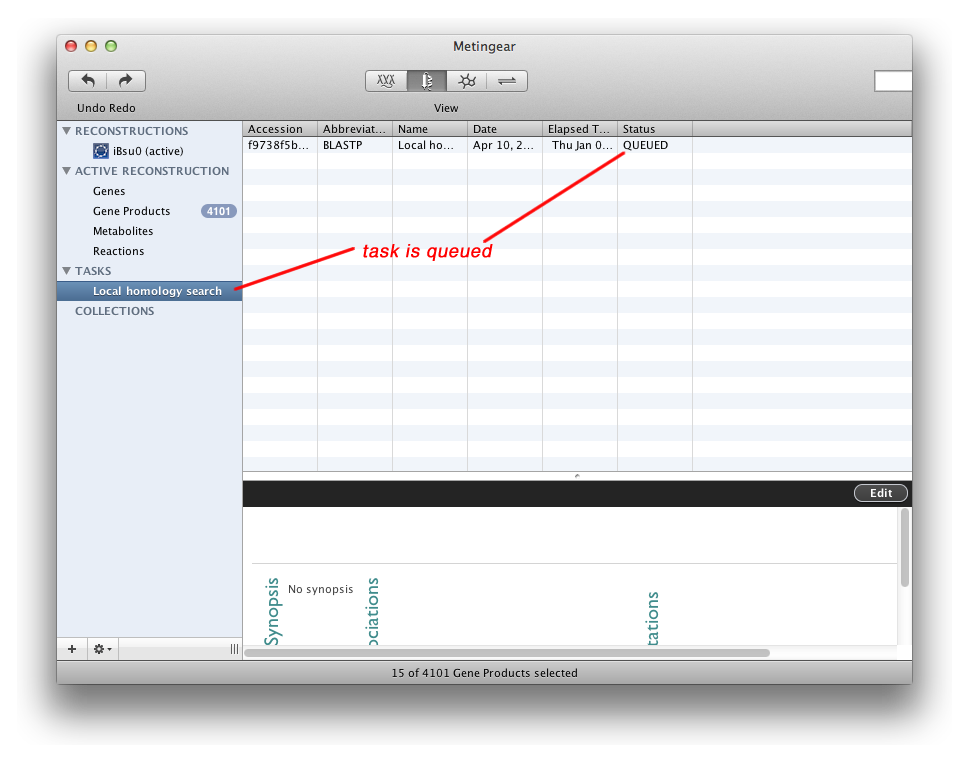 Metingear
Undo Redo
View
RECONSTRUCTIONS
iBsu0 (active)
ACTIVE RECONSTRUCTION
Genes
Gene Products 4101
Metabolites
Reactions
TASKS
Local homology search
COLLECTIONS
Accession Abbreviat... Name Date Elapsed T... Status
f9738f5b... BLASTP Local ho... Apr 10, 2... Thu Jan 0... QUEUED
task is queued
Edit
Synopsis
No synopsis
ociations
tations
15 of 4101 Gene Products selected